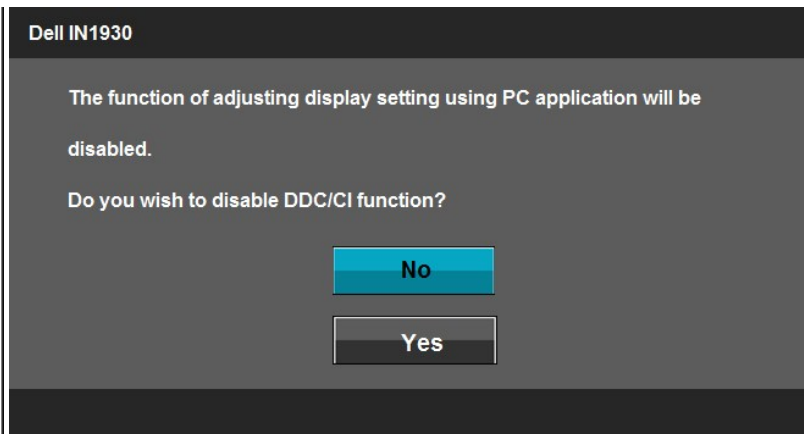 Dell IN1930
The function of adjusting display setting using PC application will be
disabled.
Do you wish to disable DDC/CI function?
No
Yes